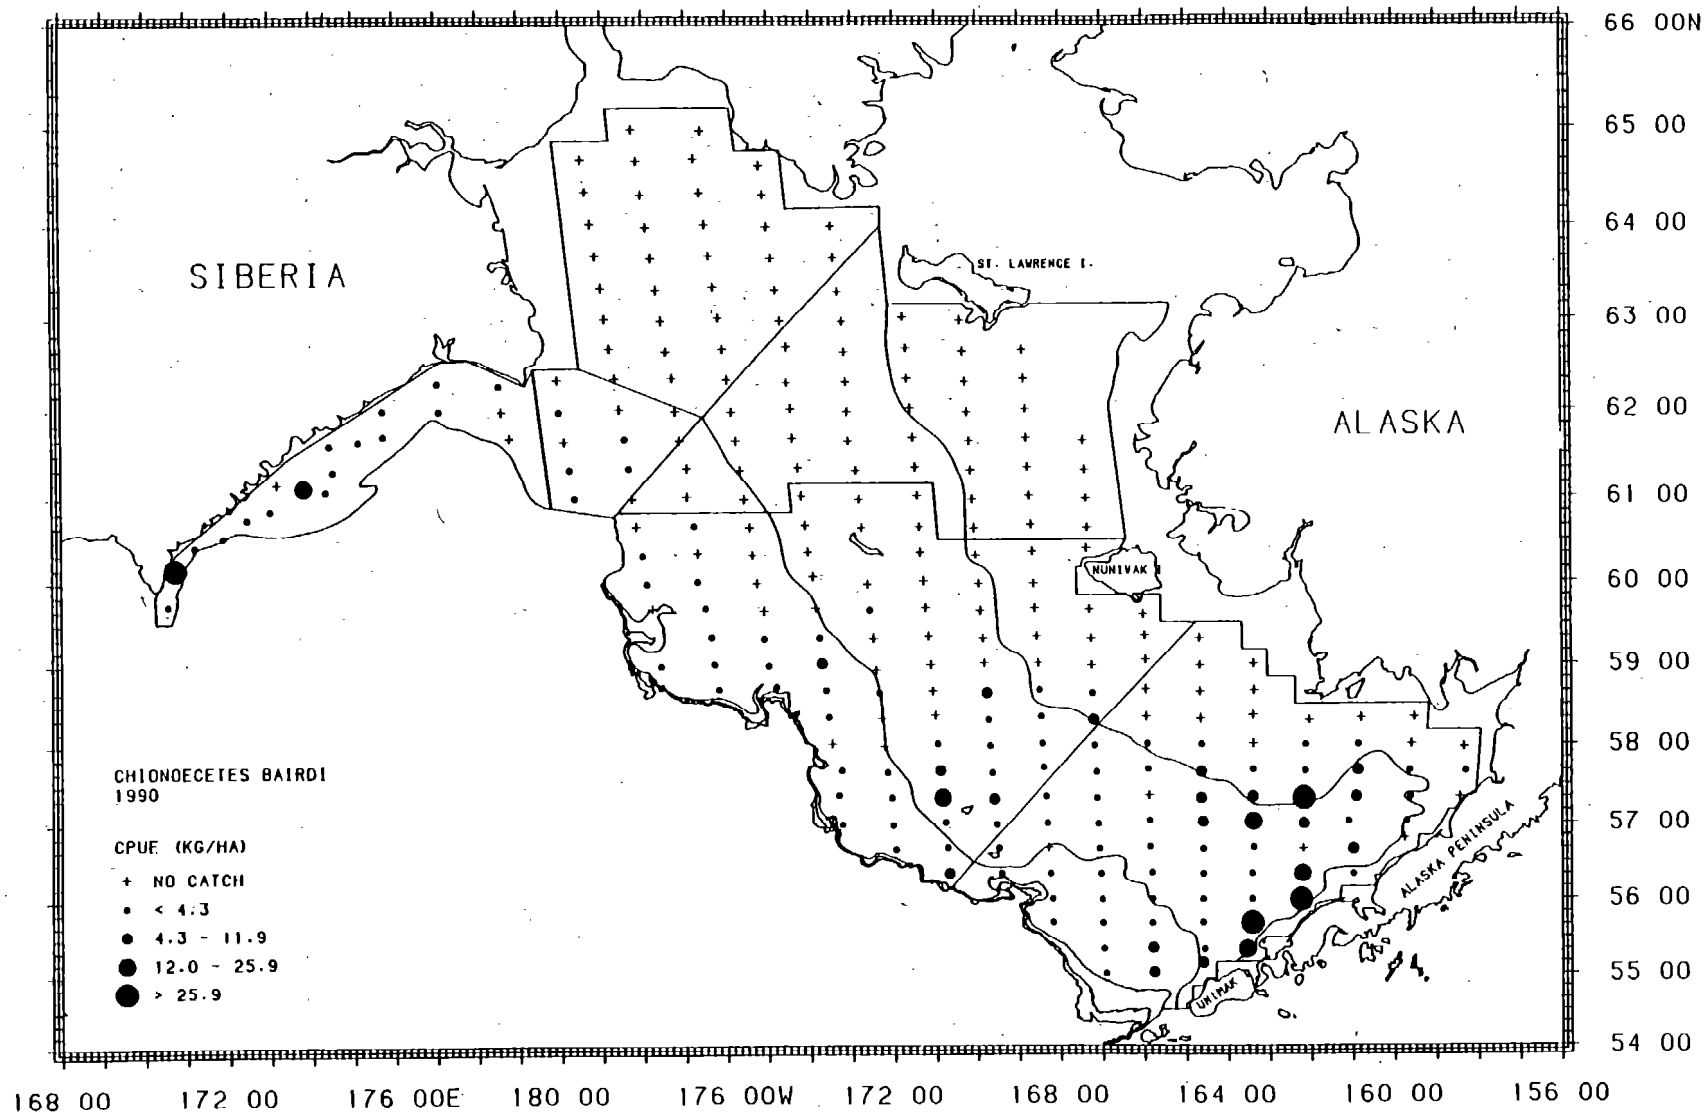 66 00N
65 00
64 00
63 00
62 00
61 00
60 00
59 00
58 00
57 00
56 00
55 00
54 00
SIBERIA
ST. LAWRENCE I.
ALASKA
NUNIVAK I
ALASKA PENINSULA
UNIMAK
CHIONOECETES BAIRDI
1990
CPUE (KG/HA)
+ NO CATCH
< 4.3
4.3 - 11.9
12.0 - 25.9
> 25.9
168 00 172 00 176 00E 180 00 176 00W 172 00 168 00 164 00 160 00 156 00